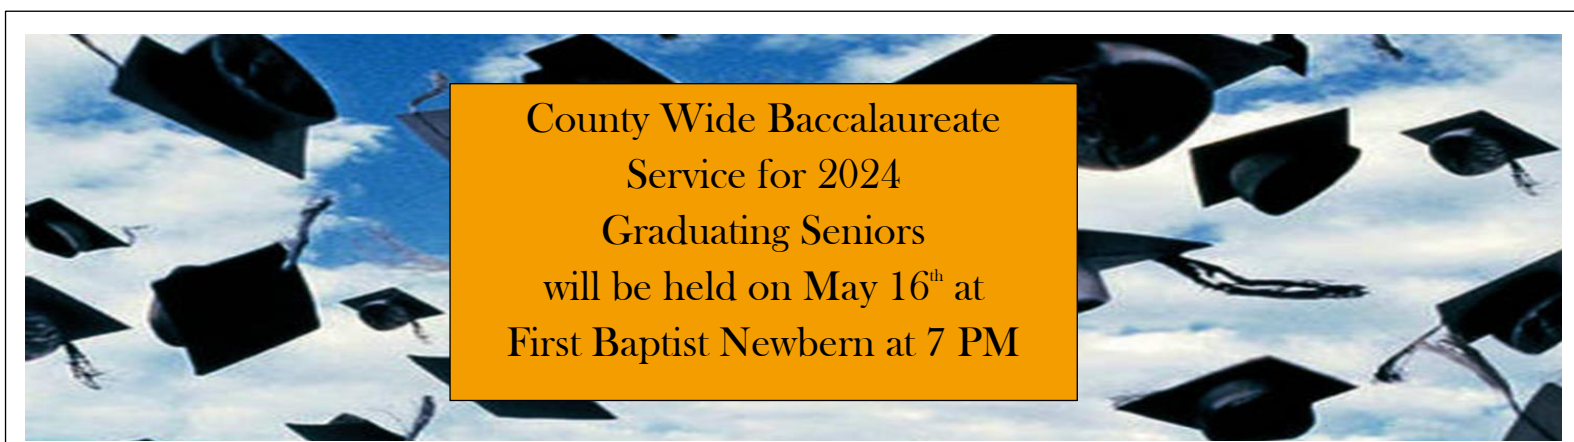 County Wide Baccalaureate
Service for 2024
Graduating Seniors
will be held on May 16th at
First Baptist Newbern at 7 PM